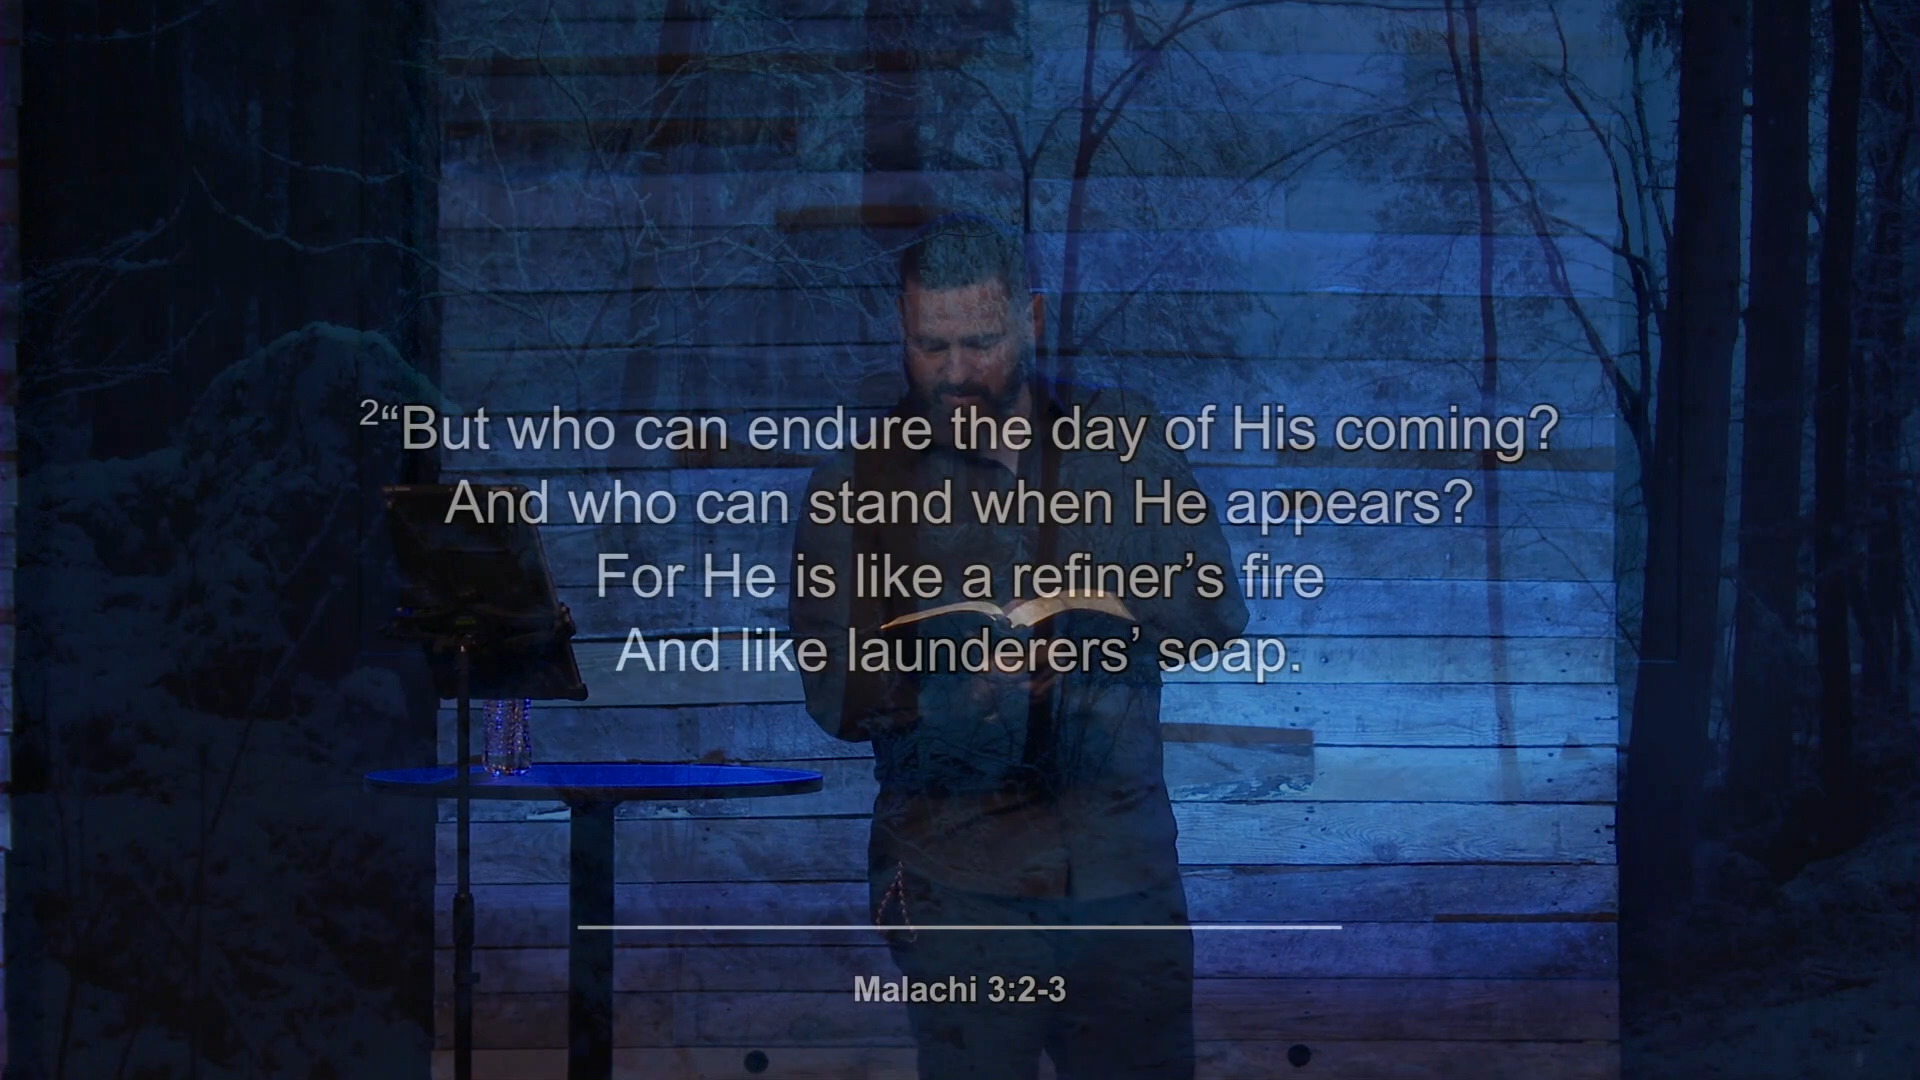 ²“But who can endure the day of His coming?
And who can stand when He appears?
For He is like a refiner’s fire
And like launderers’ soap.
Malachi 3:2-3